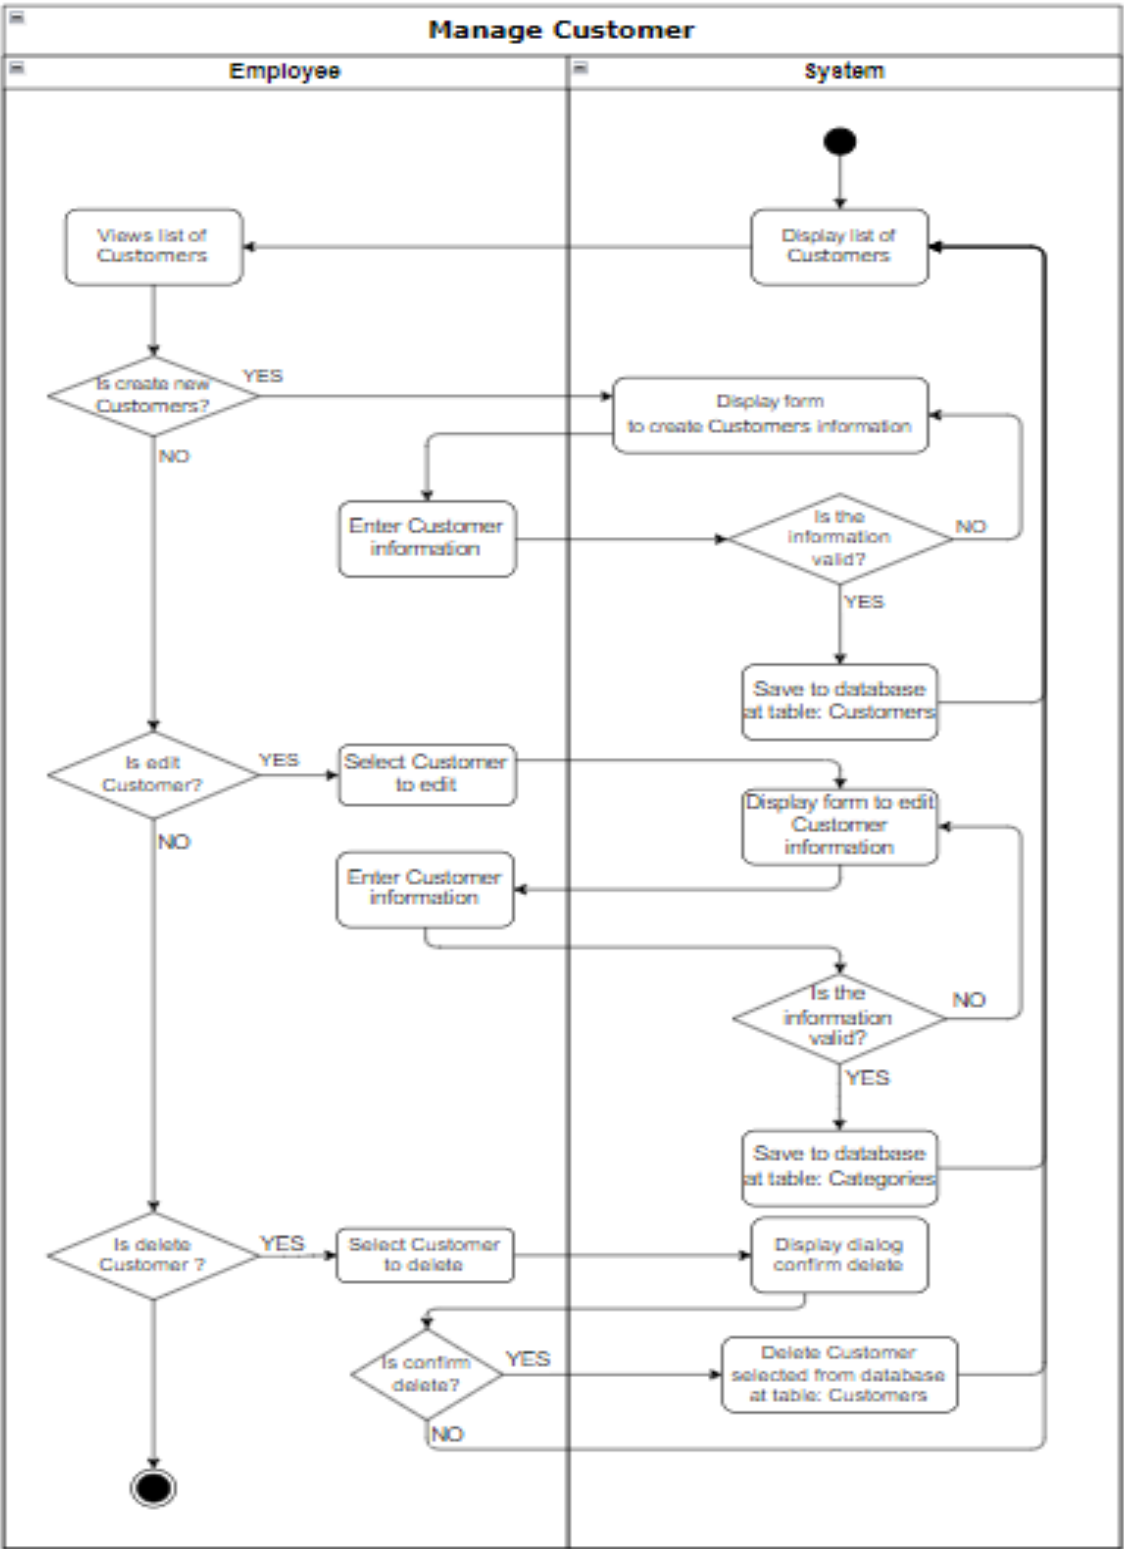 Manage Customer
Employee
System
Views list of
Customers
Display list of
Customers
Is create new
Customers?
YES
NO
Display form
to create Customers information
Enter Customer
information
Is the
information
valid?
NO
YES
Save to database
at table: Customers
Is edit
Customer?
YES
NO
Select Customer
to edit
Display form to edit
Customer
information
Enter Customer
information
Is the
information
valid?
NO
YES
Save to database
at table: Categories
Is delete
Customer ?
YES
Select Customer
to delete
Display dialog
confirm delete
Is confirm
delete?
YES
NO
Delete Customer
selected from database
at table: Customers